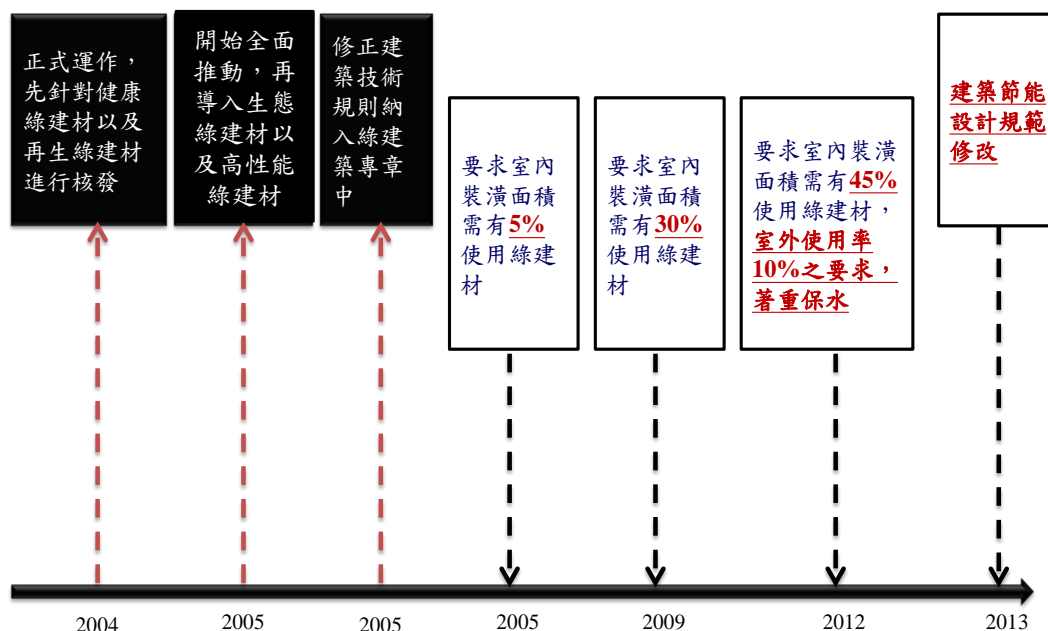 正式運作，
先針對健康
綠建材以及
再生綠建材
進行核發
開始全面
推動，再
導入生態
綠建材以
及高性能
綠建材
修正建
築技術
規則納
入綠建
築專章
中
要求室內
裝潢面積
需有5%
使用綠建
材
要求室內
裝潢面積
需有30%
使用綠建
材
要求室內裝潢
面積需有45%
使用綠建材，
室外使用率
10%之要求，
著重保水
建築節能
設計規範
修改
2004
2005
2005
2005
2009
2012
2013